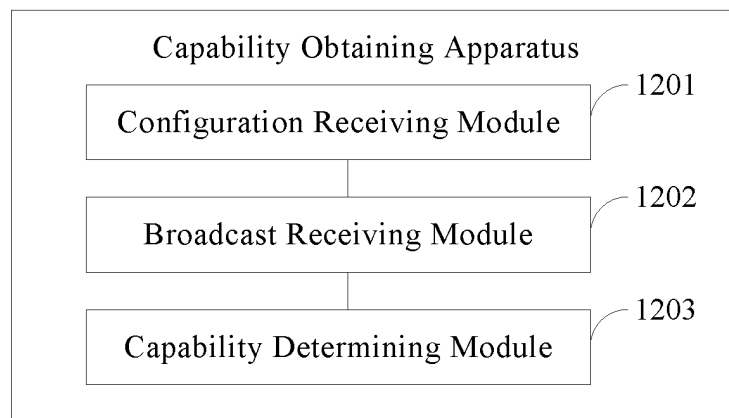 Capability Obtaining Apparatus
1201
Configuration Receiving Module
1202
Broadcast Receiving Module
1203
Capability Determining Module